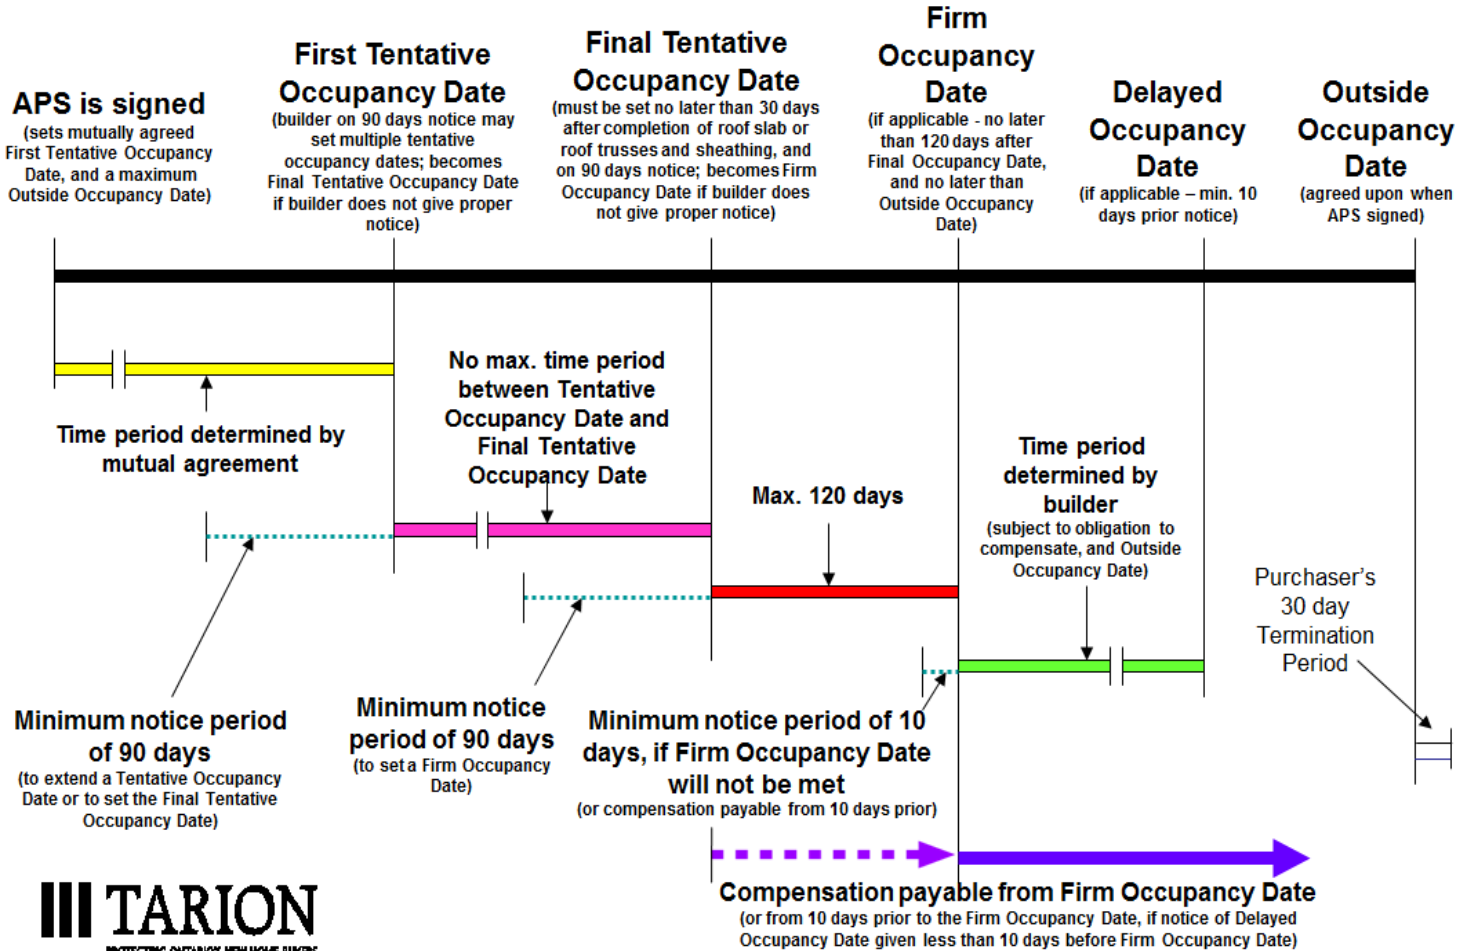 APS is signed
(sets mutually agreed
First Tentative Occupancy
Date, and a maximum
Outside Occupancy Date)
First Tentative
Occupancy Date
(builder on 90 days notice may
set multiple tentative
occupancy dates; becomes
Final Tentative Occupancy Date
if builder does not give proper
notice)
Final Tentative
Occupancy Date
(must be set no later than 30 days
after completion of roof slab or
roof trusses and sheathing, and
on 90 days notice; becomes Firm
Occupancy Date if builder does
not give proper notice)
Firm
Occupancy
Date
(if applicable - no later
than 120 days after
Final Occupancy Date,
and no later than
Outside Occupancy
Date)
Delayed
Occupancy
Date
(if applicable – min. 10
days prior notice)
Outside
Occupancy
Date
(agreed upon when
APS signed)
Time period determined by
mutual agreement
No max. time period
between Tentative
Occupancy Date and
Final Tentative
Occupancy Date
Max. 120 days
Time period
determined by
builder
(subject to obligation to
compensate, and Outside
Occupancy Date)
Purchaser's
30 day
Termination
Period
Minimum notice period
of 90 days
(to extend a Tentative Occupancy
Date or to set the Final Tentative
Occupancy Date)
Minimum notice
period of 90 days
(to set a Firm Occupancy
Date)
Minimum notice period of 10
days, if Firm Occupancy Date
will not be met
(or compensation payable from 10 days prior)
Compensation payable from Firm Occupancy Date
(or from 10 days prior to the Firm Occupancy Date, if notice of Delayed
Occupancy Date given less than 10 days before Firm Occupancy Date)
TARION
PROTECTING ONTARIO'S NEW HOME BUYERS